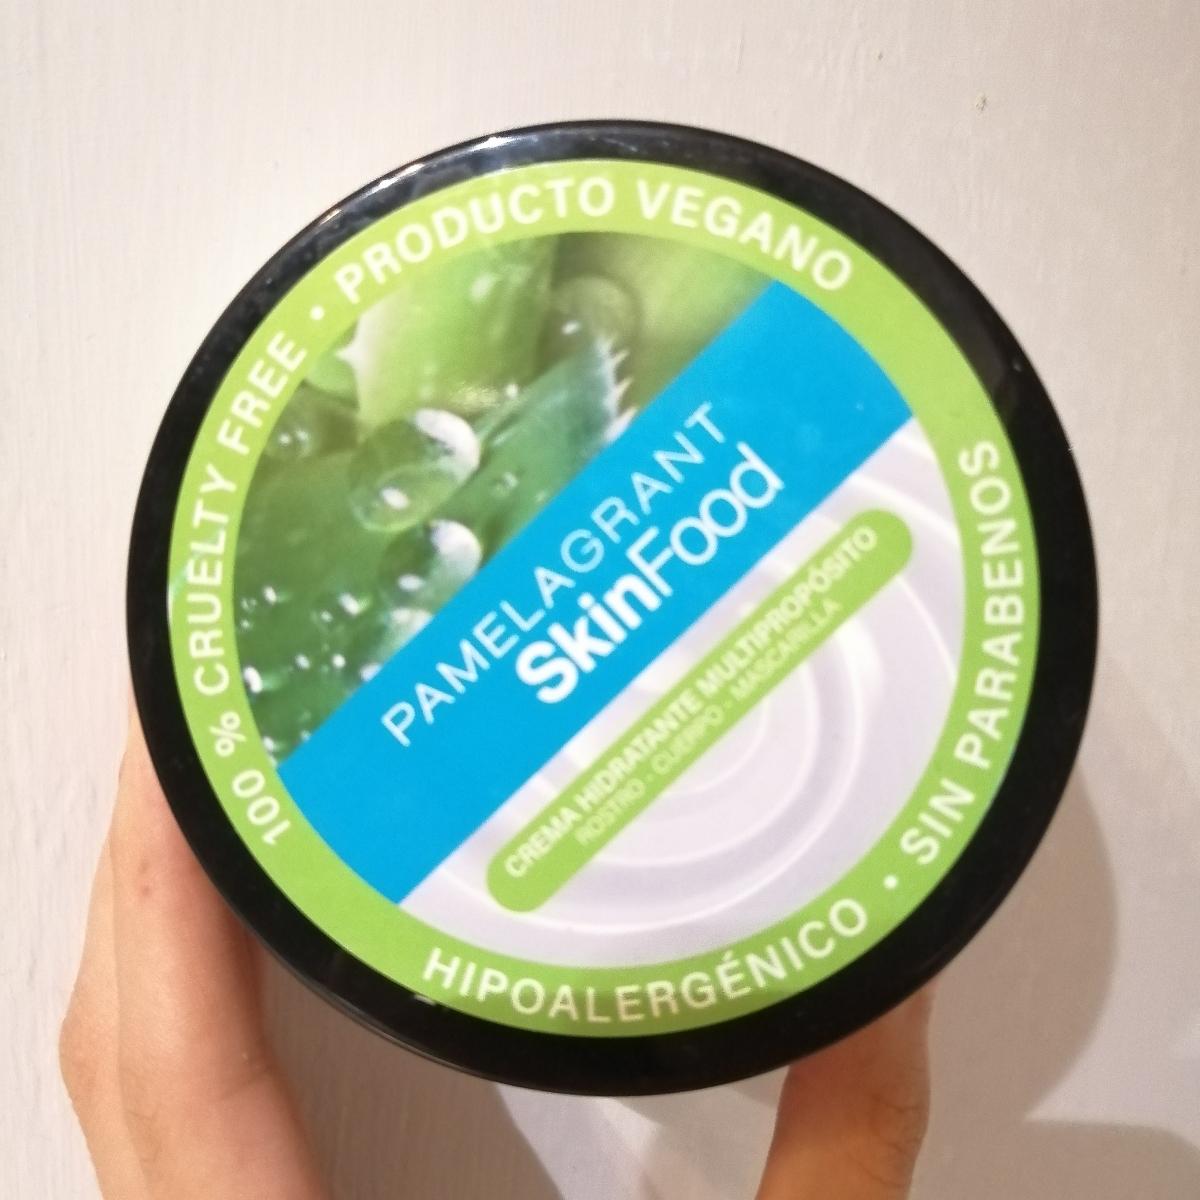 100 % CRUELTY FREE • PRODUCTO VEGANO
PAMELAGRANT
SkinFood
CREMA HIDRATANTE MULTIPROPÓSITO
ROSTRO - CUERPO - MASCARILLA
HIPOALERGÉNICO • SIN PARABENOS